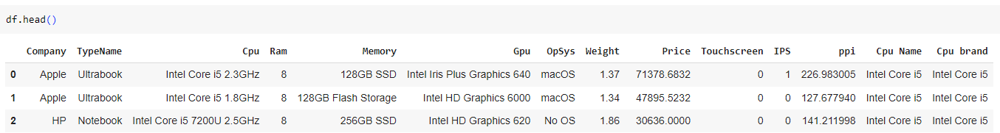 df.head()
Company TypeName Cpu Ram Memory Gpu OpSys Weight Price Touchscreen IPS ppi Cpu Name Cpu brand
0 Apple Ultrabook Intel Core i5 2.3GHz 8 128GB SSD Intel Iris Plus Graphics 640 macOS 1.37 71378.6832 0 1 226.983005 Intel Core i5 Intel Core i5
1 Apple Ultrabook Intel Core i5 1.8GHz 8 128GB Flash Storage Intel HD Graphics 6000 macOS 1.34 47895.5232 0 0 127.677940 Intel Core i5 Intel Core i5
2 HP Notebook Intel Core i5 7200U 2.5GHz 8 256GB SSD Intel HD Graphics 620 No OS 1.86 30636.0000 0 0 141.211998 Intel Core i5 Intel Core i5